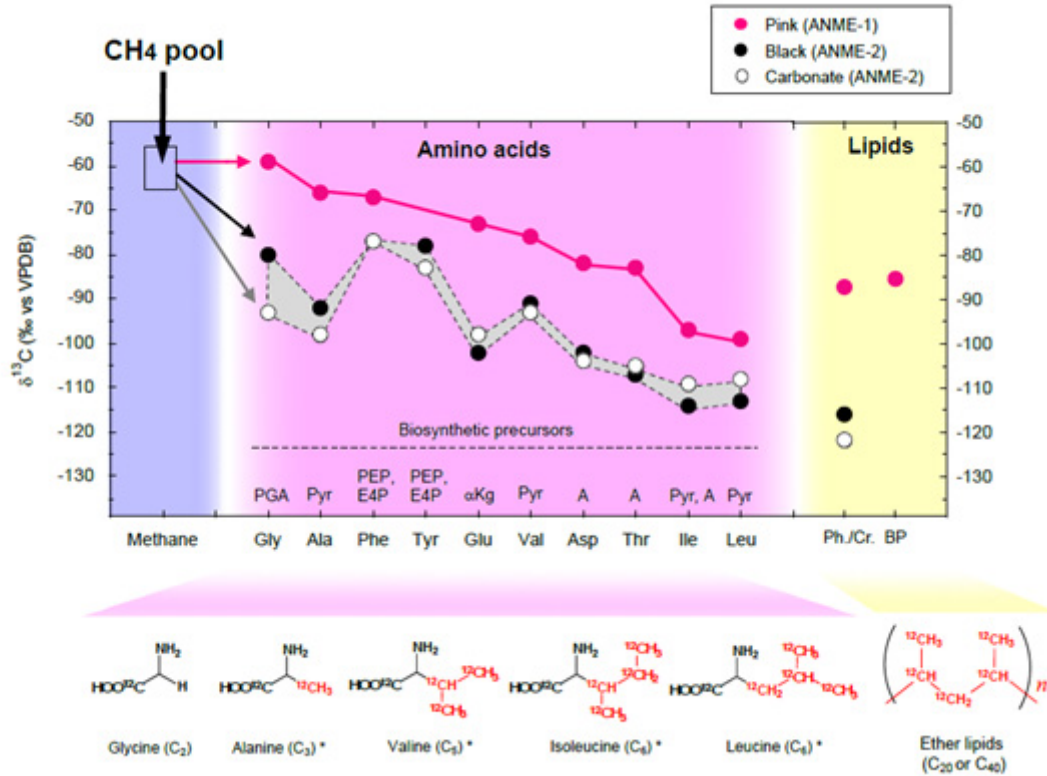 Pink (ANME-1)
Black (ANME-2)
Carbonate (ANME-2)
CH4 pool
Amino acids
Lipids
-50
-60
-70
-80
-90
-100
-110
-120
-130
δ13C (‰ vs VPDB)
-50
-60
-70
-80
-90
-100
-110
-120
-130
Biosynthetic precursors
PGA Pyr PEP, E4P PEP, E4P αKg Pyr A A Pyr, A Pyr
Methane Gly Ala Phe Tyr Glu Val Asp Thr Ile Leu Ph./Cr. BP
NH2
HOO12C
H
NH2
HOO12C
12CH3
NH2
HOO12C
12CH
12CH3
12CH3
NH2
HOO12C
12CH
12CH2
12CH3
12CH3
NH2
HOO12C
12CH2
12CH
12CH3
12CH3
12CH3
12CH3
12CH
12CH
12CH2
n
Glycine (C2)
Alanine (C3) *
Valine (C5) *
Isoleucine (C6) *
Leucine (C6) *
Ether lipids
(C20 or C40)